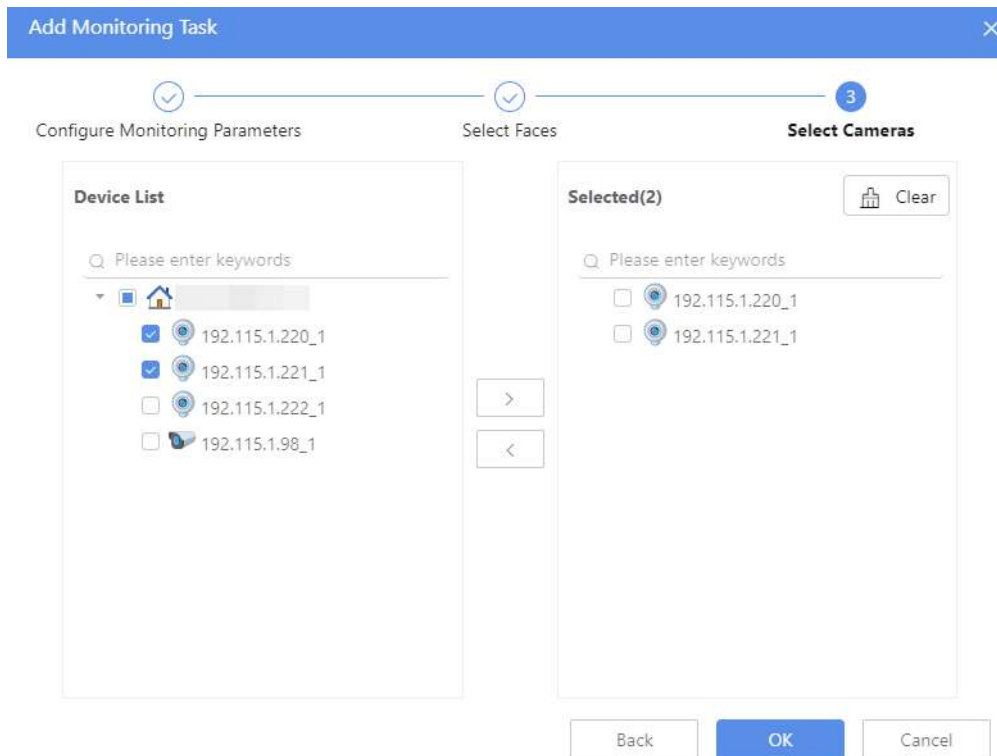 Add Monitoring Task
3
Configure Monitoring Parameters
Select Faces
Select Cameras
Device List
Please enter keywords
192.115.1.220_1
192.115.1.221_1
192.115.1.222_1
192.115.1.98_1
>
<
Selected(2)
Clear
Please enter keywords
192.115.1.220_1
192.115.1.221_1
Back
OK
Cancel